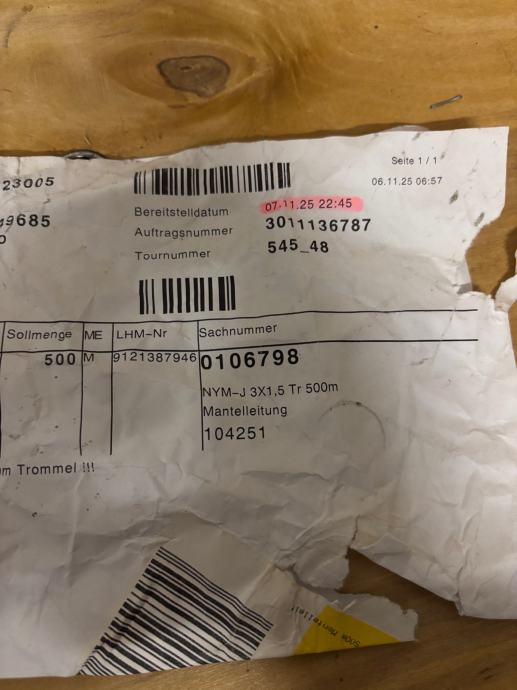 Seite 1 / 1
23005
06.11.25 06:57
9685
Bereitstelldatum 07.11.25 22:45
Auftragsnummer 3011136787
Tournummer 545_48
Sollmenge ME LHM-Nr Sachnummer
500 M 9121387946 0106798
NYM-J 3X1,5 Tr 500m
Mantelleitung
104251
m Trommel !!!